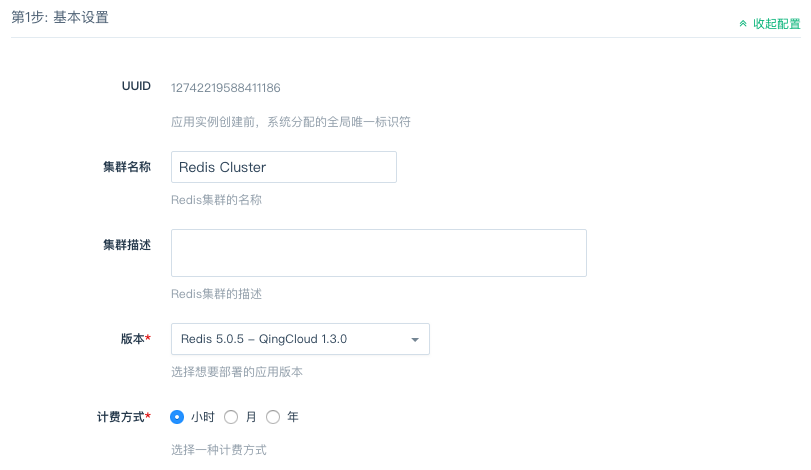 第1步: 基本设置
收起配置
UUID 12742219588411186
应用实例创建前，系统分配的全局唯一标识符
集群名称 Redis Cluster
Redis集群的名称
集群描述
Redis集群的描述
版本* Redis 5.0.5 – QingCloud 1.3.0
选择想要部署的应用版本
计费方式* 小时 月 年
选择一种计费方式